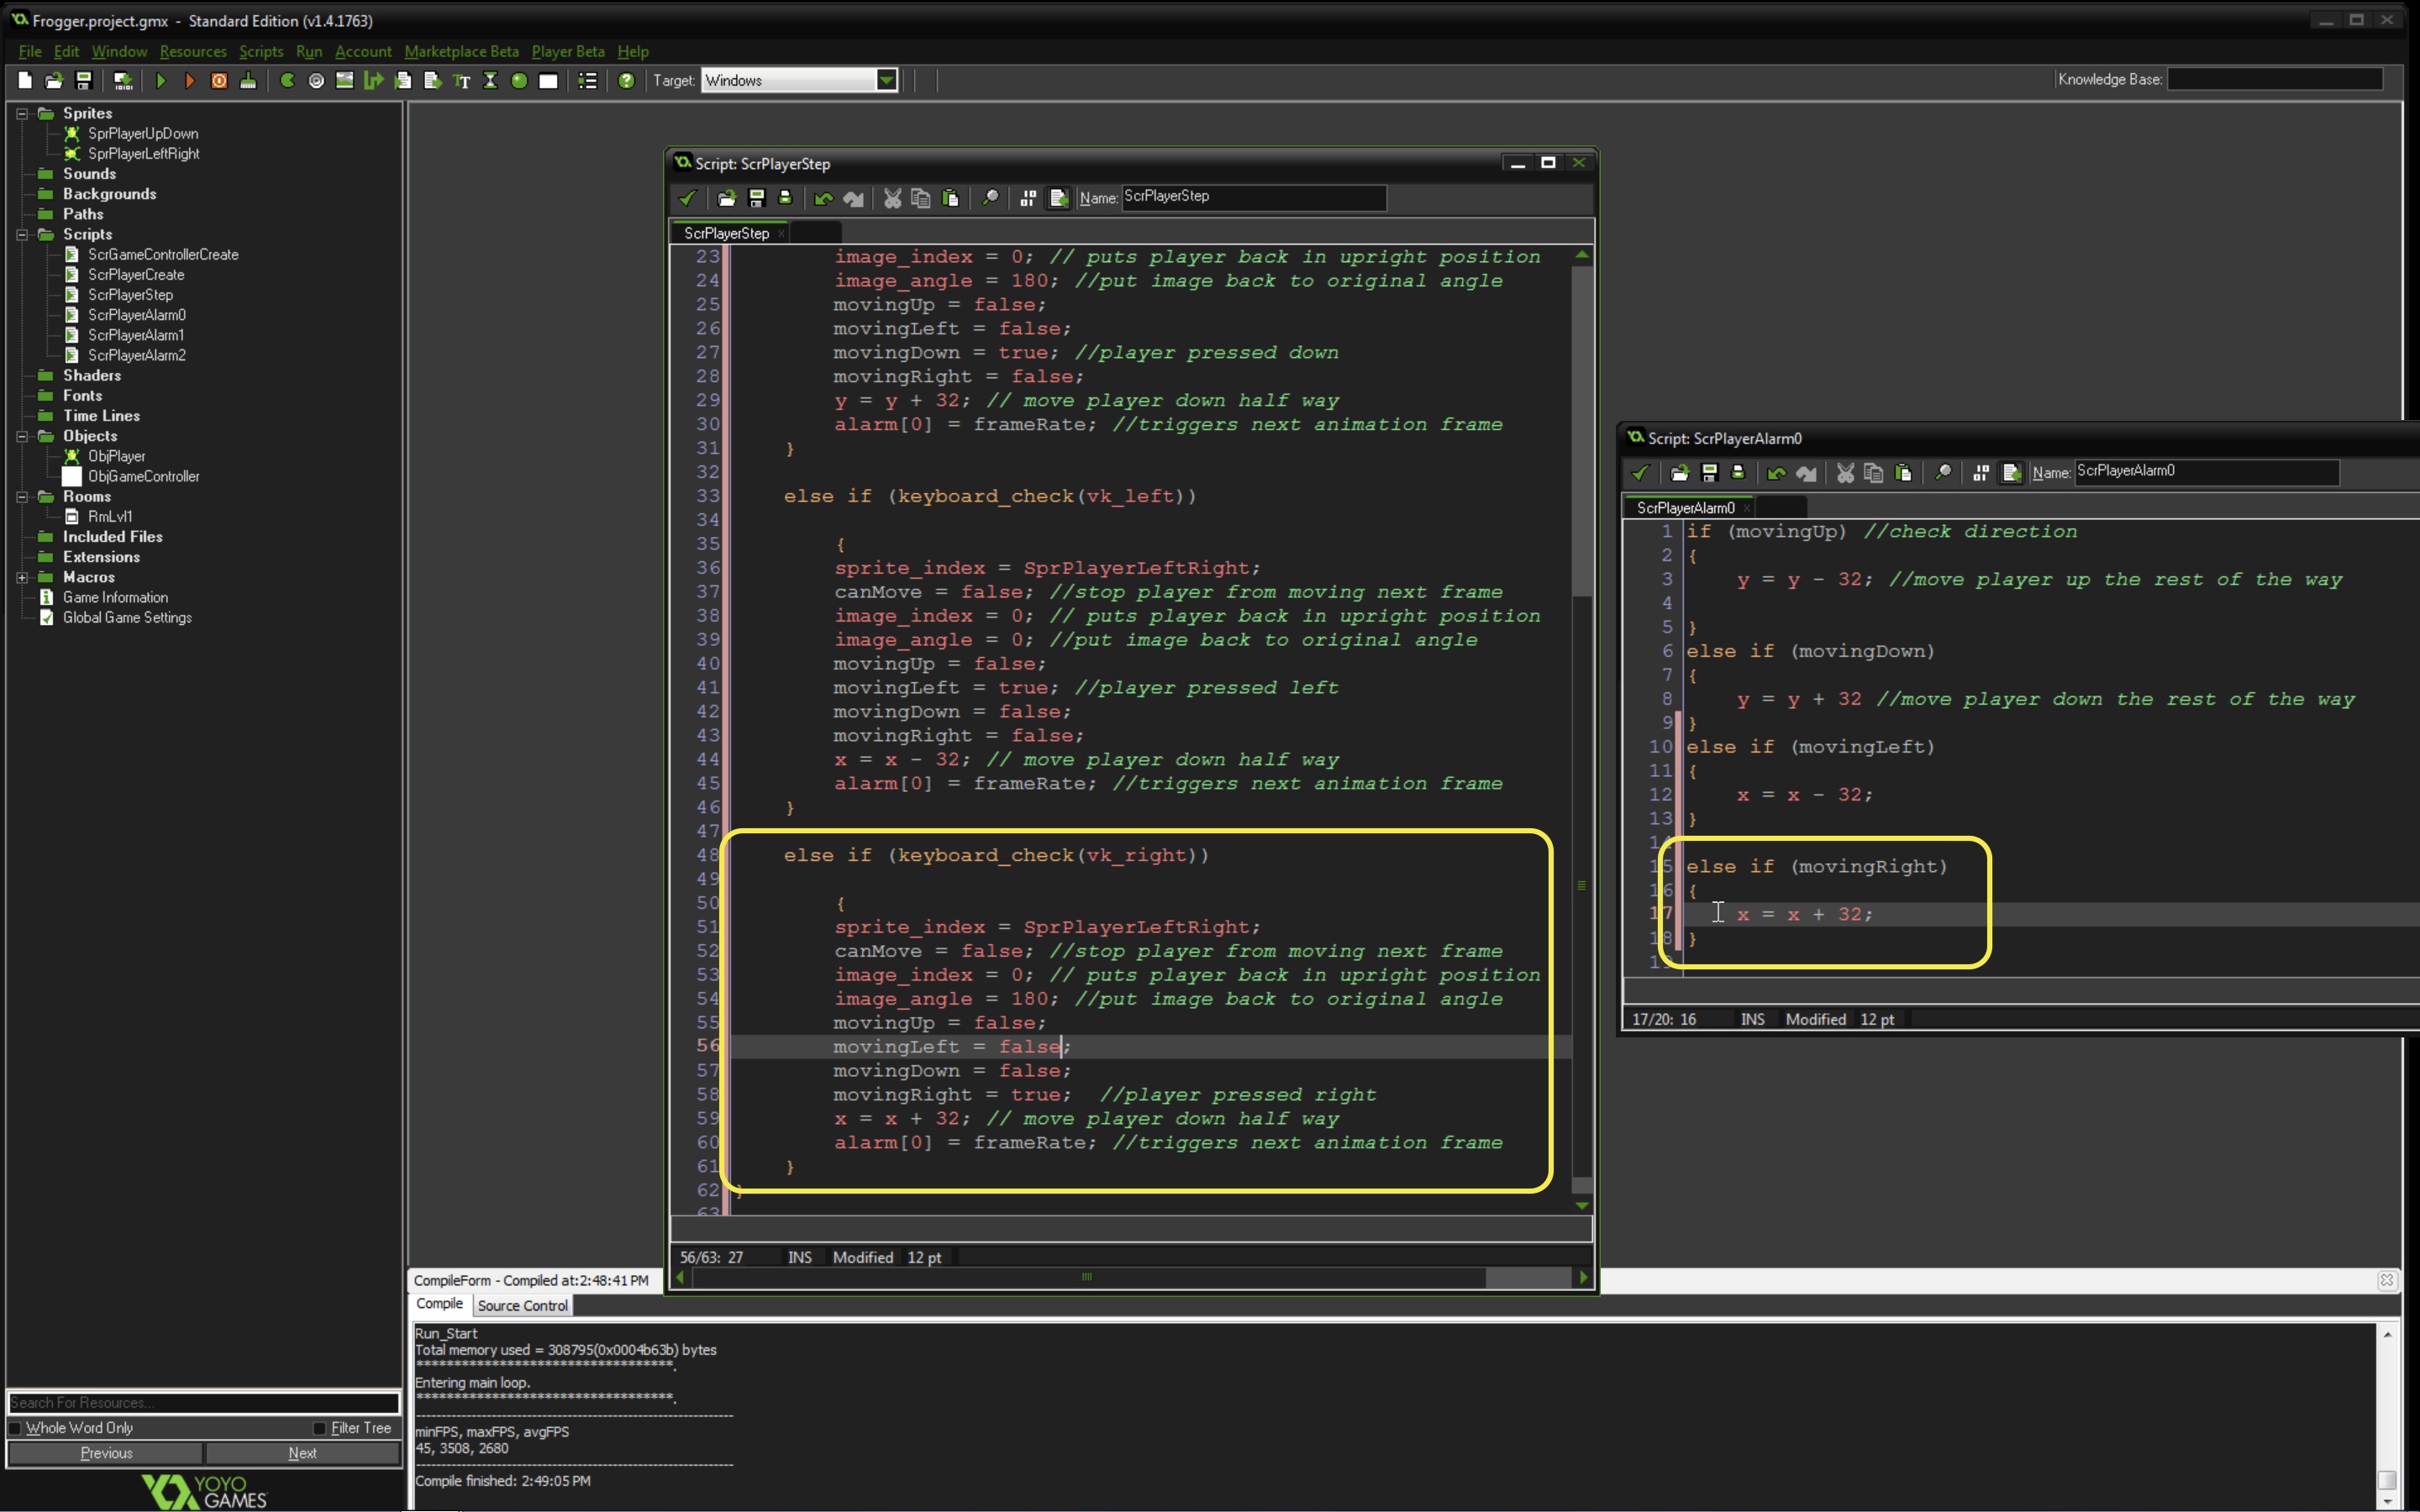 Frogger.project.gmx - Standard Edition (v1.4.1763)
File Edit Window Resources Scripts Run Account Marketplace Beta Player Beta Help
Target: Windows
Knowledge Base:
Sprites
SprPlayerUpDown
SprPlayerLeftRight
Sounds
Backgrounds
Paths
Scripts
ScrGameControllerCreate
ScrPlayerCreate
ScrPlayerStep
ScrPlayerAlarm0
ScrPlayerAlarm1
ScrPlayerAlarm2
Shaders
Fonts
Time Lines
Objects
ObjPlayer
ObjGameController
Rooms
RmLvl1
Included Files
Extensions
Macros
Game Information
Global Game Settings
Search For Resources...
Whole Word Only Filter Tree
Previous Next
YOYO
GAMES
Script: ScrPlayerStep
Name: ScrPlayerStep
ScrPlayerStep
23 image_index = 0; // puts player back in upright position
24 image_angle = 180; //put image back to original angle
25 movingUp = false;
26 movingLeft = false;
27 movingDown = true; //player pressed down
28 movingRight = false;
29 y = y + 32; // move player down half way
30 alarm[0] = frameRate; //triggers next animation frame
31 }
32
33 else if (keyboard_check(vk_left))
34
35 {
36 sprite_index = SprPlayerLeftRight;
37 canMove = false; //stop player from moving next frame
38 image_index = 0; // puts player back in upright position
39 image_angle = 0; //put image back to original angle
40 movingUp = false;
41 movingLeft = true; //player pressed left
42 movingDown = false;
43 movingRight = false;
44 x = x - 32; // move player down half way
45 alarm[0] = frameRate; //triggers next animation frame
46 }
47
48 else if (keyboard_check(vk_right))
49
50 {
51 sprite_index = SprPlayerLeftRight;
52 canMove = false; //stop player from moving next frame
53 image_index = 0; // puts player back in upright position
54 image_angle = 180; //put image back to original angle
55 movingUp = false;
56 movingLeft = false;
57 movingDown = false;
58 movingRight = true; //player pressed right
59 x = x + 32; // move player down half way
60 alarm[0] = frameRate; //triggers next animation frame
61 }
62 }
63
56/63: 27 INS Modified 12 pt
Script: ScrPlayerAlarm0
Name: ScrPlayerAlarm0
ScrPlayerAlarm0
1 if (movingUp) //check direction
2 {
3 y = y - 32; //move player up the rest of the way
4
5 }
6 else if (movingDown)
7 {
8 y = y + 32 //move player down the rest of the way
9 }
10 else if (movingLeft)
11 {
12 x = x - 32;
13 }
14
15 else if (movingRight)
16 {
17 x = x + 32;
18 }
19
17/20: 16 INS Modified 12 pt
CompileForm - Compiled at:2:48:41 PM
Compile Source Control
Run_Start
Total memory used = 308795(0x0004b63b) bytes
**********************************.
Entering main loop.
**********************************.
minFPS, maxFPS, avgFPS
45, 3508, 2680
Compile finished: 2:49:05 PM